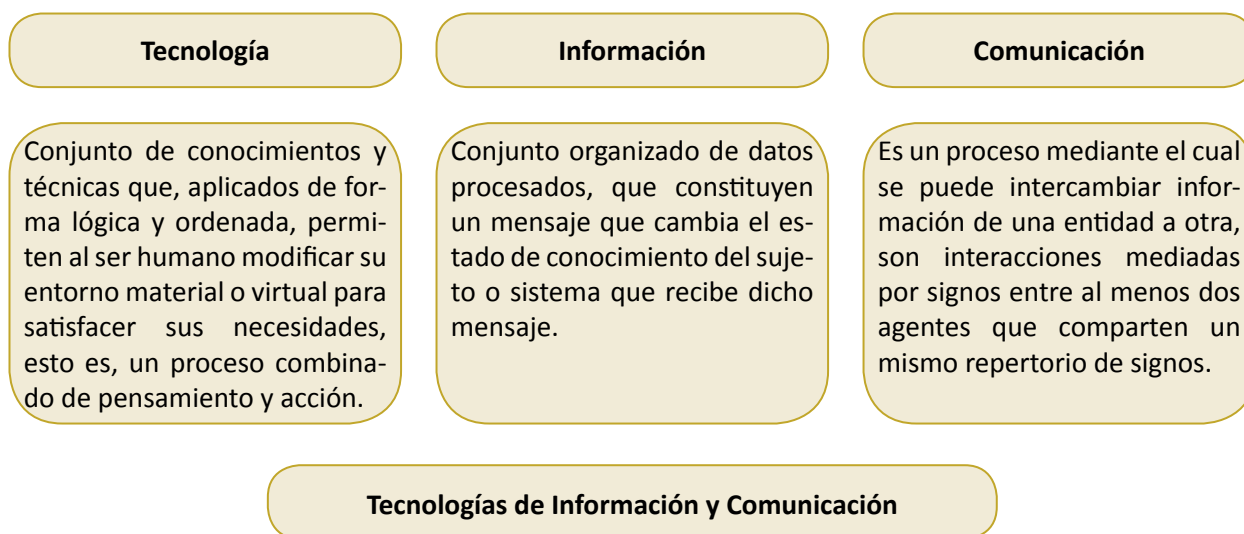 Tecnología
Información
Comunicación
Conjunto de conocimientos y
técnicas que, aplicados de for-
ma lógica y ordenada, permi-
ten al ser humano modificar su
entorno material o virtual para
satisfacer sus necesidades,
esto es, un proceso combina-
do de pensamiento y acción.
Conjunto organizado de datos
procesados, que constituyen
un mensaje que cambia el es-
tado de conocimiento del suje-
to o sistema que recibe dicho
mensaje.
Es un proceso mediante el cual
se puede intercambiar infor-
mación de una entidad a otra,
son interacciones mediadas
por signos entre al menos dos
agentes que comparten un
mismo repertorio de signos.
Tecnologías de Información y Comunicación